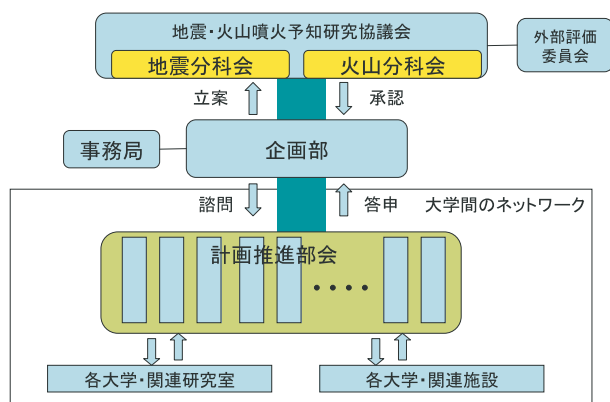 地震・火山噴火予知研究協議会
外部評価
委員会
地震分科会
火山分科会
立案
承認
事務局
企画部
諮問
答申
大学間のネットワーク
計画推進部会
・・・・
各大学・関連研究室
各大学・関連施設